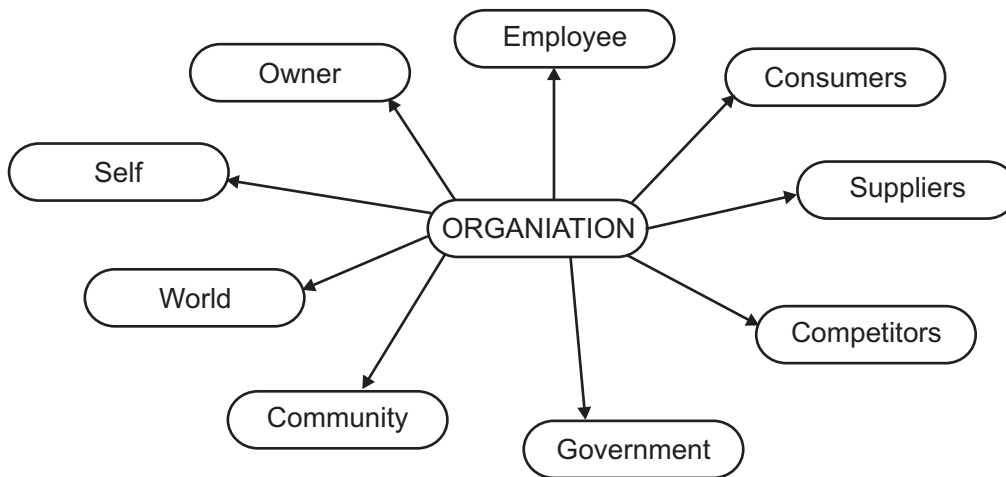 Employee
Owner
Consumers
Self
Suppliers
ORGANIATION
World
Competitors
Community
Government